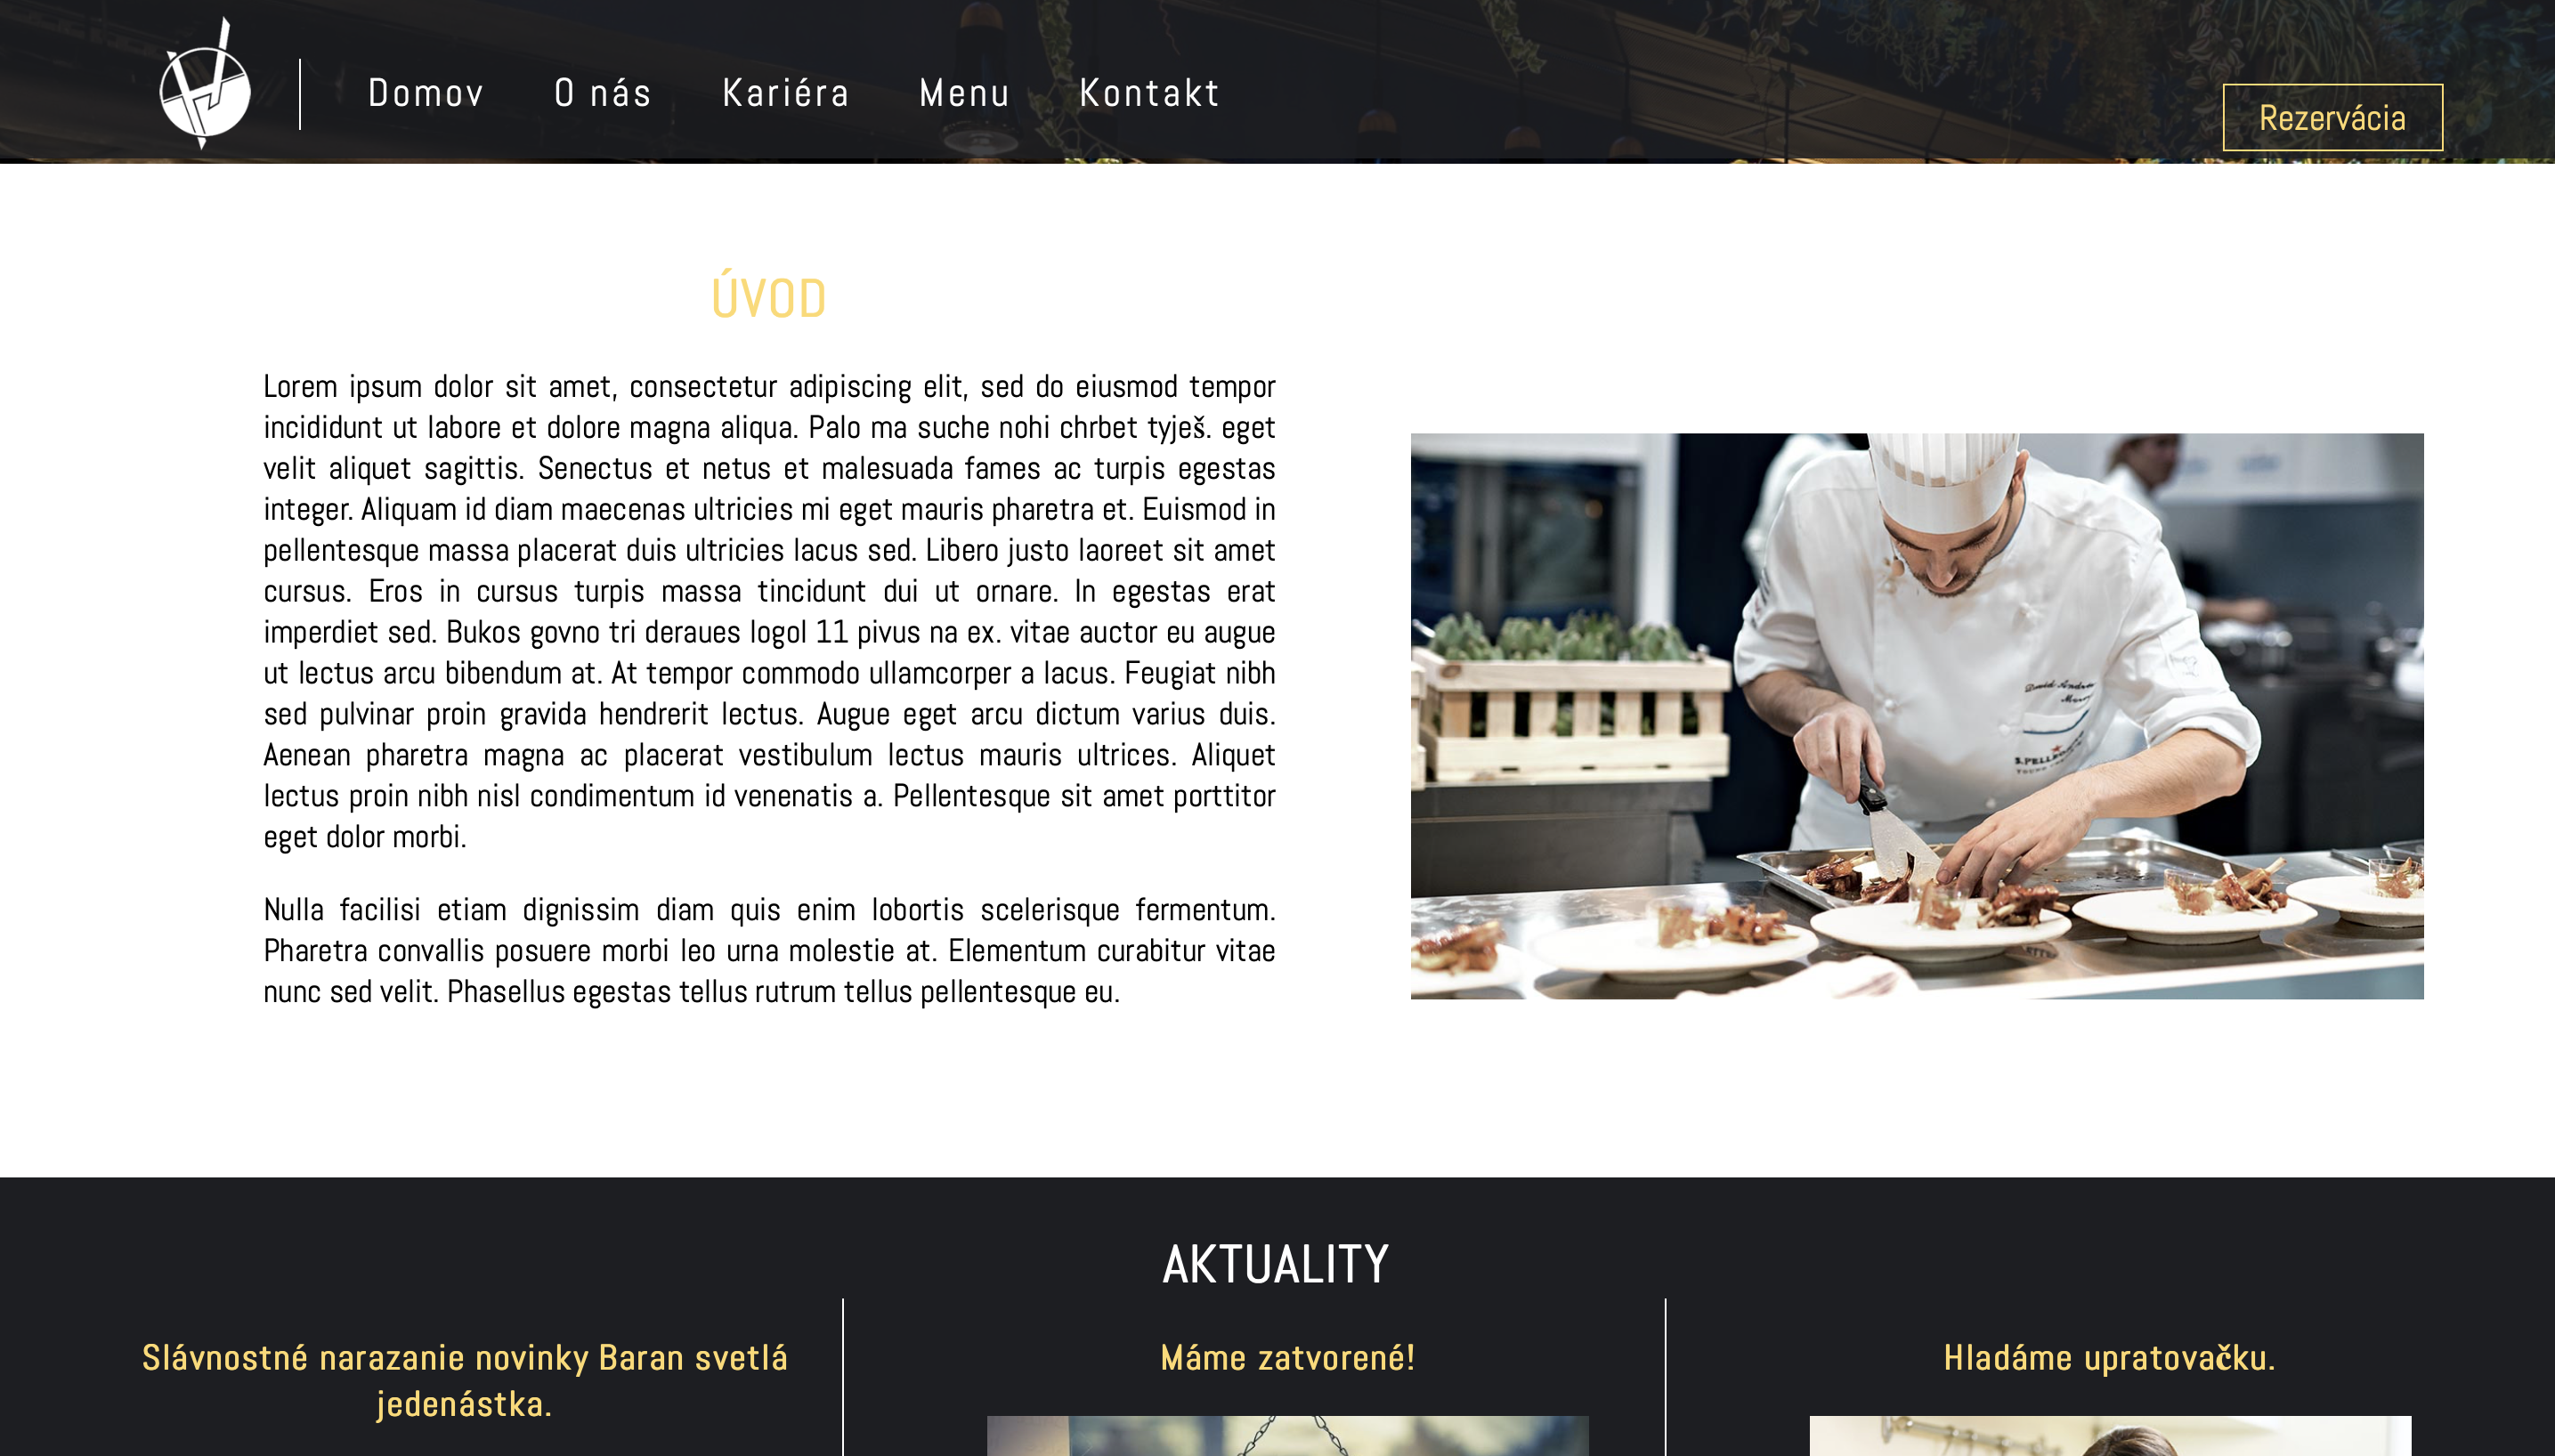 Domov O nás Kariéra Menu Kontakt
Rezervácia
ÚVOD
Lorem ipsum dolor sit amet, consectetur adipiscing elit, sed do eiusmod tempor
incididunt ut labore et dolore magna aliqua. Palo ma suche nohi chrbet tyješ. eget
velit aliquet sagittis. Senectus et netus et malesuada fames ac turpis egestas
integer. Aliquam id diam maecenas ultricies mi eget mauris pharetra et. Euismod in
pellentesque massa placerat duis ultricies lacus sed. Libero justo laoreet sit amet
cursus. Eros in cursus turpis massa tincidunt dui ut ornare. In egestas erat
imperdiet sed. Bukos govno tri deraues logol 11 pivus na ex. vitae auctor eu augue
ut lectus arcu bibendum at. At tempor commodo ullamcorper a lacus. Feugiat nibh
sed pulvinar proin gravida hendrerit lectus. Augue eget arcu dictum varius duis.
Aenean pharetra magna ac placerat vestibulum lectus mauris ultrices. Aliquet
lectus proin nibh nisl condimentum id venenatis a. Pellentesque sit amet porttitor
eget dolor morbi.
Nulla facilisi etiam dignissim diam quis enim lobortis scelerisque fermentum.
Pharetra convallis posuere morbi leo urna molestie at. Elementum curabitur vitae
nunc sed velit. Phasellus egestas tellus rutrum tellus pellentesque eu.
David Andre
AKTUALITY
Slávnostné narazanie novinky Baran svetlá
jedenástka.
Máme zatvorené!
Hladáme upratovačku.